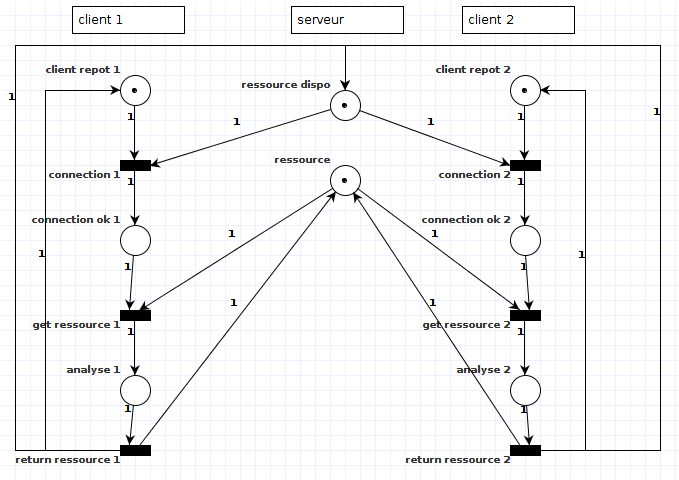 client 1
serveur
client 2
client repot 1
client repot 2
ressource dispo
1
1
1
1
1
1
ressource
connection 1
connection 2
1
1
connection ok 1
connection ok 2
1
1
1
1
1
1
1
1
get ressource 1
get ressource 2
1
1
analyse 1
analyse 2
1
1
return ressource 1
return ressource 2